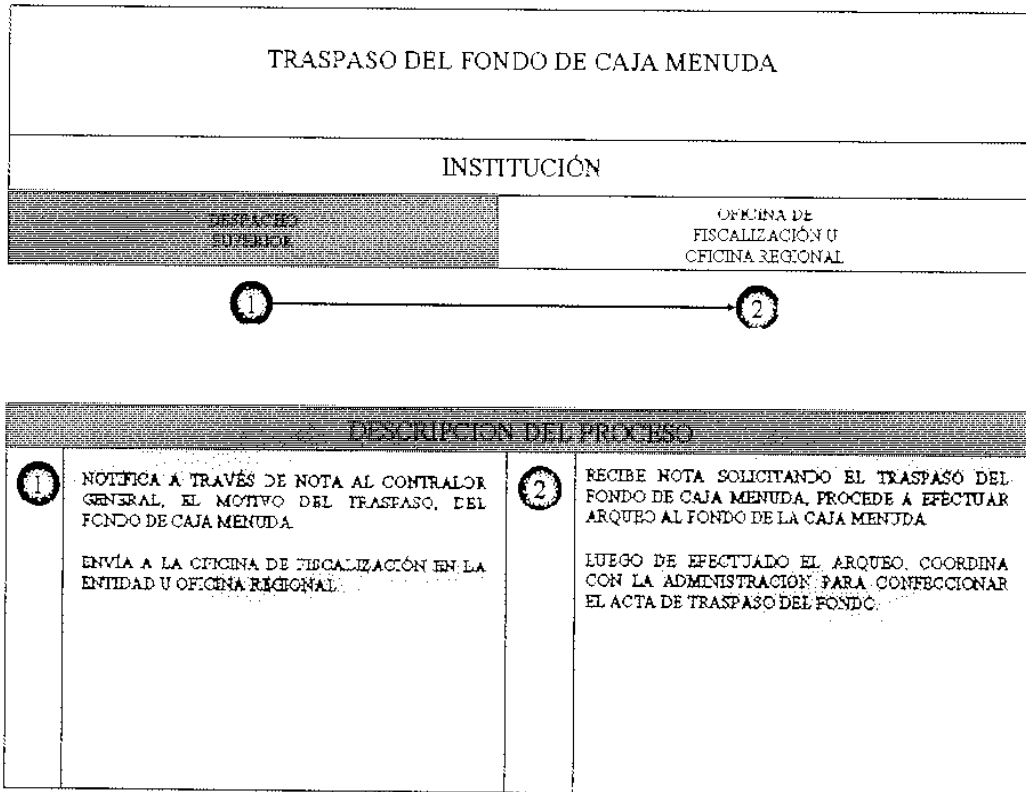 TRASPASO DEL FONDO DE CAJA MENUDA
INSTITUCIÓN
DESPACHO
SUPERIOR
OFICINA DE
FISCALIZACIÓN U
OFICINA REGIONAL
1
2
DESCRIPCION DEL PROCESO
1
NOTIFICA A TRAVÉS DE NOTA AL CONTRALOR
GENERAL, EL MOTIVO DEL TRASPASO, DEL
FONDO DE CAJA MENUDA
ENVÍA A LA OFICINA DE FISCALIZACIÓN EN LA
ENTIDAD U OFICINA REGIONAL.
2
RECIBE NOTA SOLICITANDO EL TRASPASO DEL
FONDO DE CAJA MENUDA, PROCEDE A EFECTUAR
ARQUEO AL FONDO DE LA CAJA MENUDA
LUEGO DE EFECTUADO EL ARQUEO, COORDINA
CON LA ADMINISTRACIÓN PARA CONFECCIONAR
EL ACTA DE TRASPASO DEL FONDO.